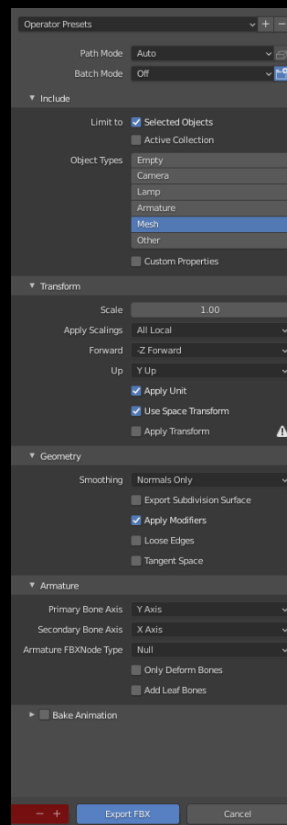 Operator Presets
Path Mode Auto
Batch Mode Off
Include
Limit to Selected Objects
Active Collection
Object Types Empty
Camera
Lamp
Armature
Mesh
Other
Custom Properties
Transform
Scale 1.00
Apply Scalings All Local
Forward -Z Forward
Up Y Up
Apply Unit
Use Space Transform
Apply Transform
Geometry
Smoothing Normals Only
Export Subdivision Surface
Apply Modifiers
Loose Edges
Tangent Space
Armature
Primary Bone Axis Y Axis
Secondary Bone Axis X Axis
Armature FBXNode Type Null
Only Deform Bones
Add Leaf Bones
Bake Animation
Export FBX Cancel